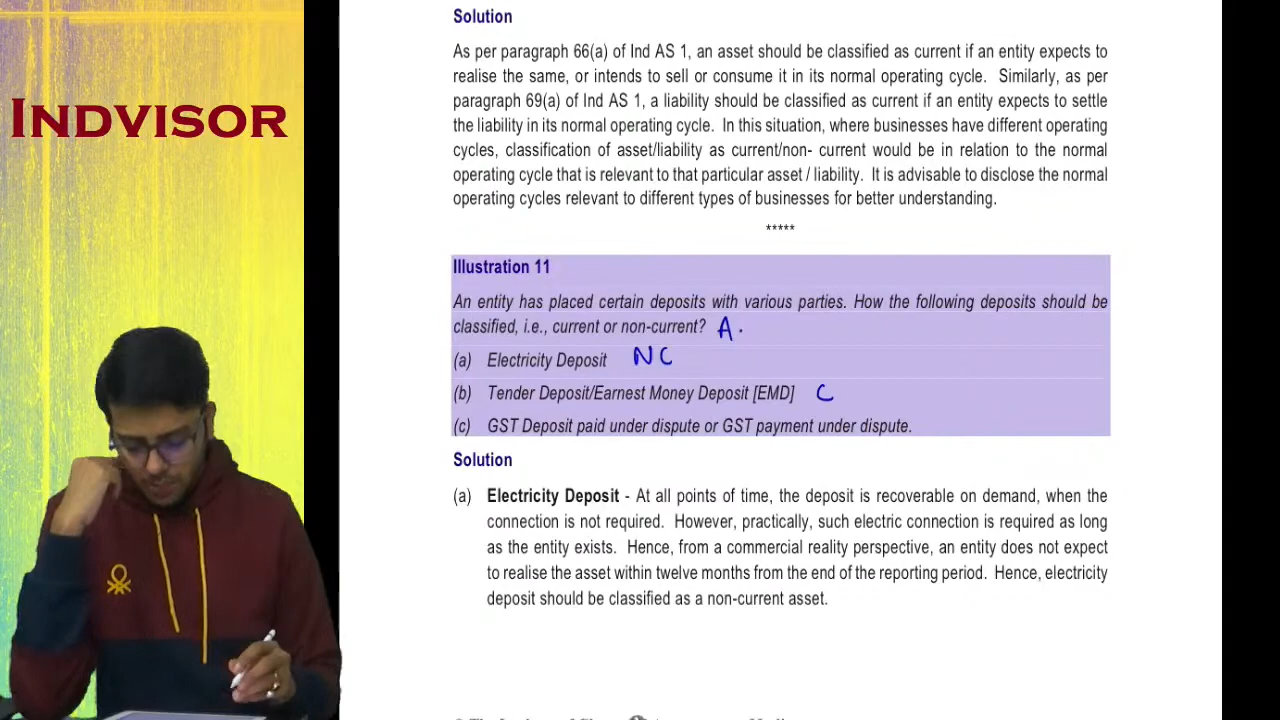 INDVISOR
Solution
As per paragraph 66(a) of Ind AS 1, an asset should be classified as current if an entity expects to
realise the same, or intends to sell or consume it in its normal operating cycle. Similarly, as per
paragraph 69(a) of Ind AS 1, a liability should be classified as current if an entity expects to settle
the liability in its normal operating cycle. In this situation, where businesses have different operating
cycles, classification of asset/liability as current/non- current would be in relation to the normal
operating cycle that is relevant to that particular asset / liability. It is advisable to disclose the normal
operating cycles relevant to different types of businesses for better understanding.
*****
Illustration 11
An entity has placed certain deposits with various parties. How the following deposits should be
classified, i.e., current or non-current? A.
(a) Electricity Deposit NC
(b) Tender Deposit/Earnest Money Deposit [EMD] C
(c) GST Deposit paid under dispute or GST payment under dispute.
Solution
(a) Electricity Deposit - At all points of time, the deposit is recoverable on demand, when the
connection is not required. However, practically, such electric connection is required as long
as the entity exists. Hence, from a commercial reality perspective, an entity does not expect
to realise the asset within twelve months from the end of the reporting period. Hence, electricity
deposit should be classified as a non-current asset.